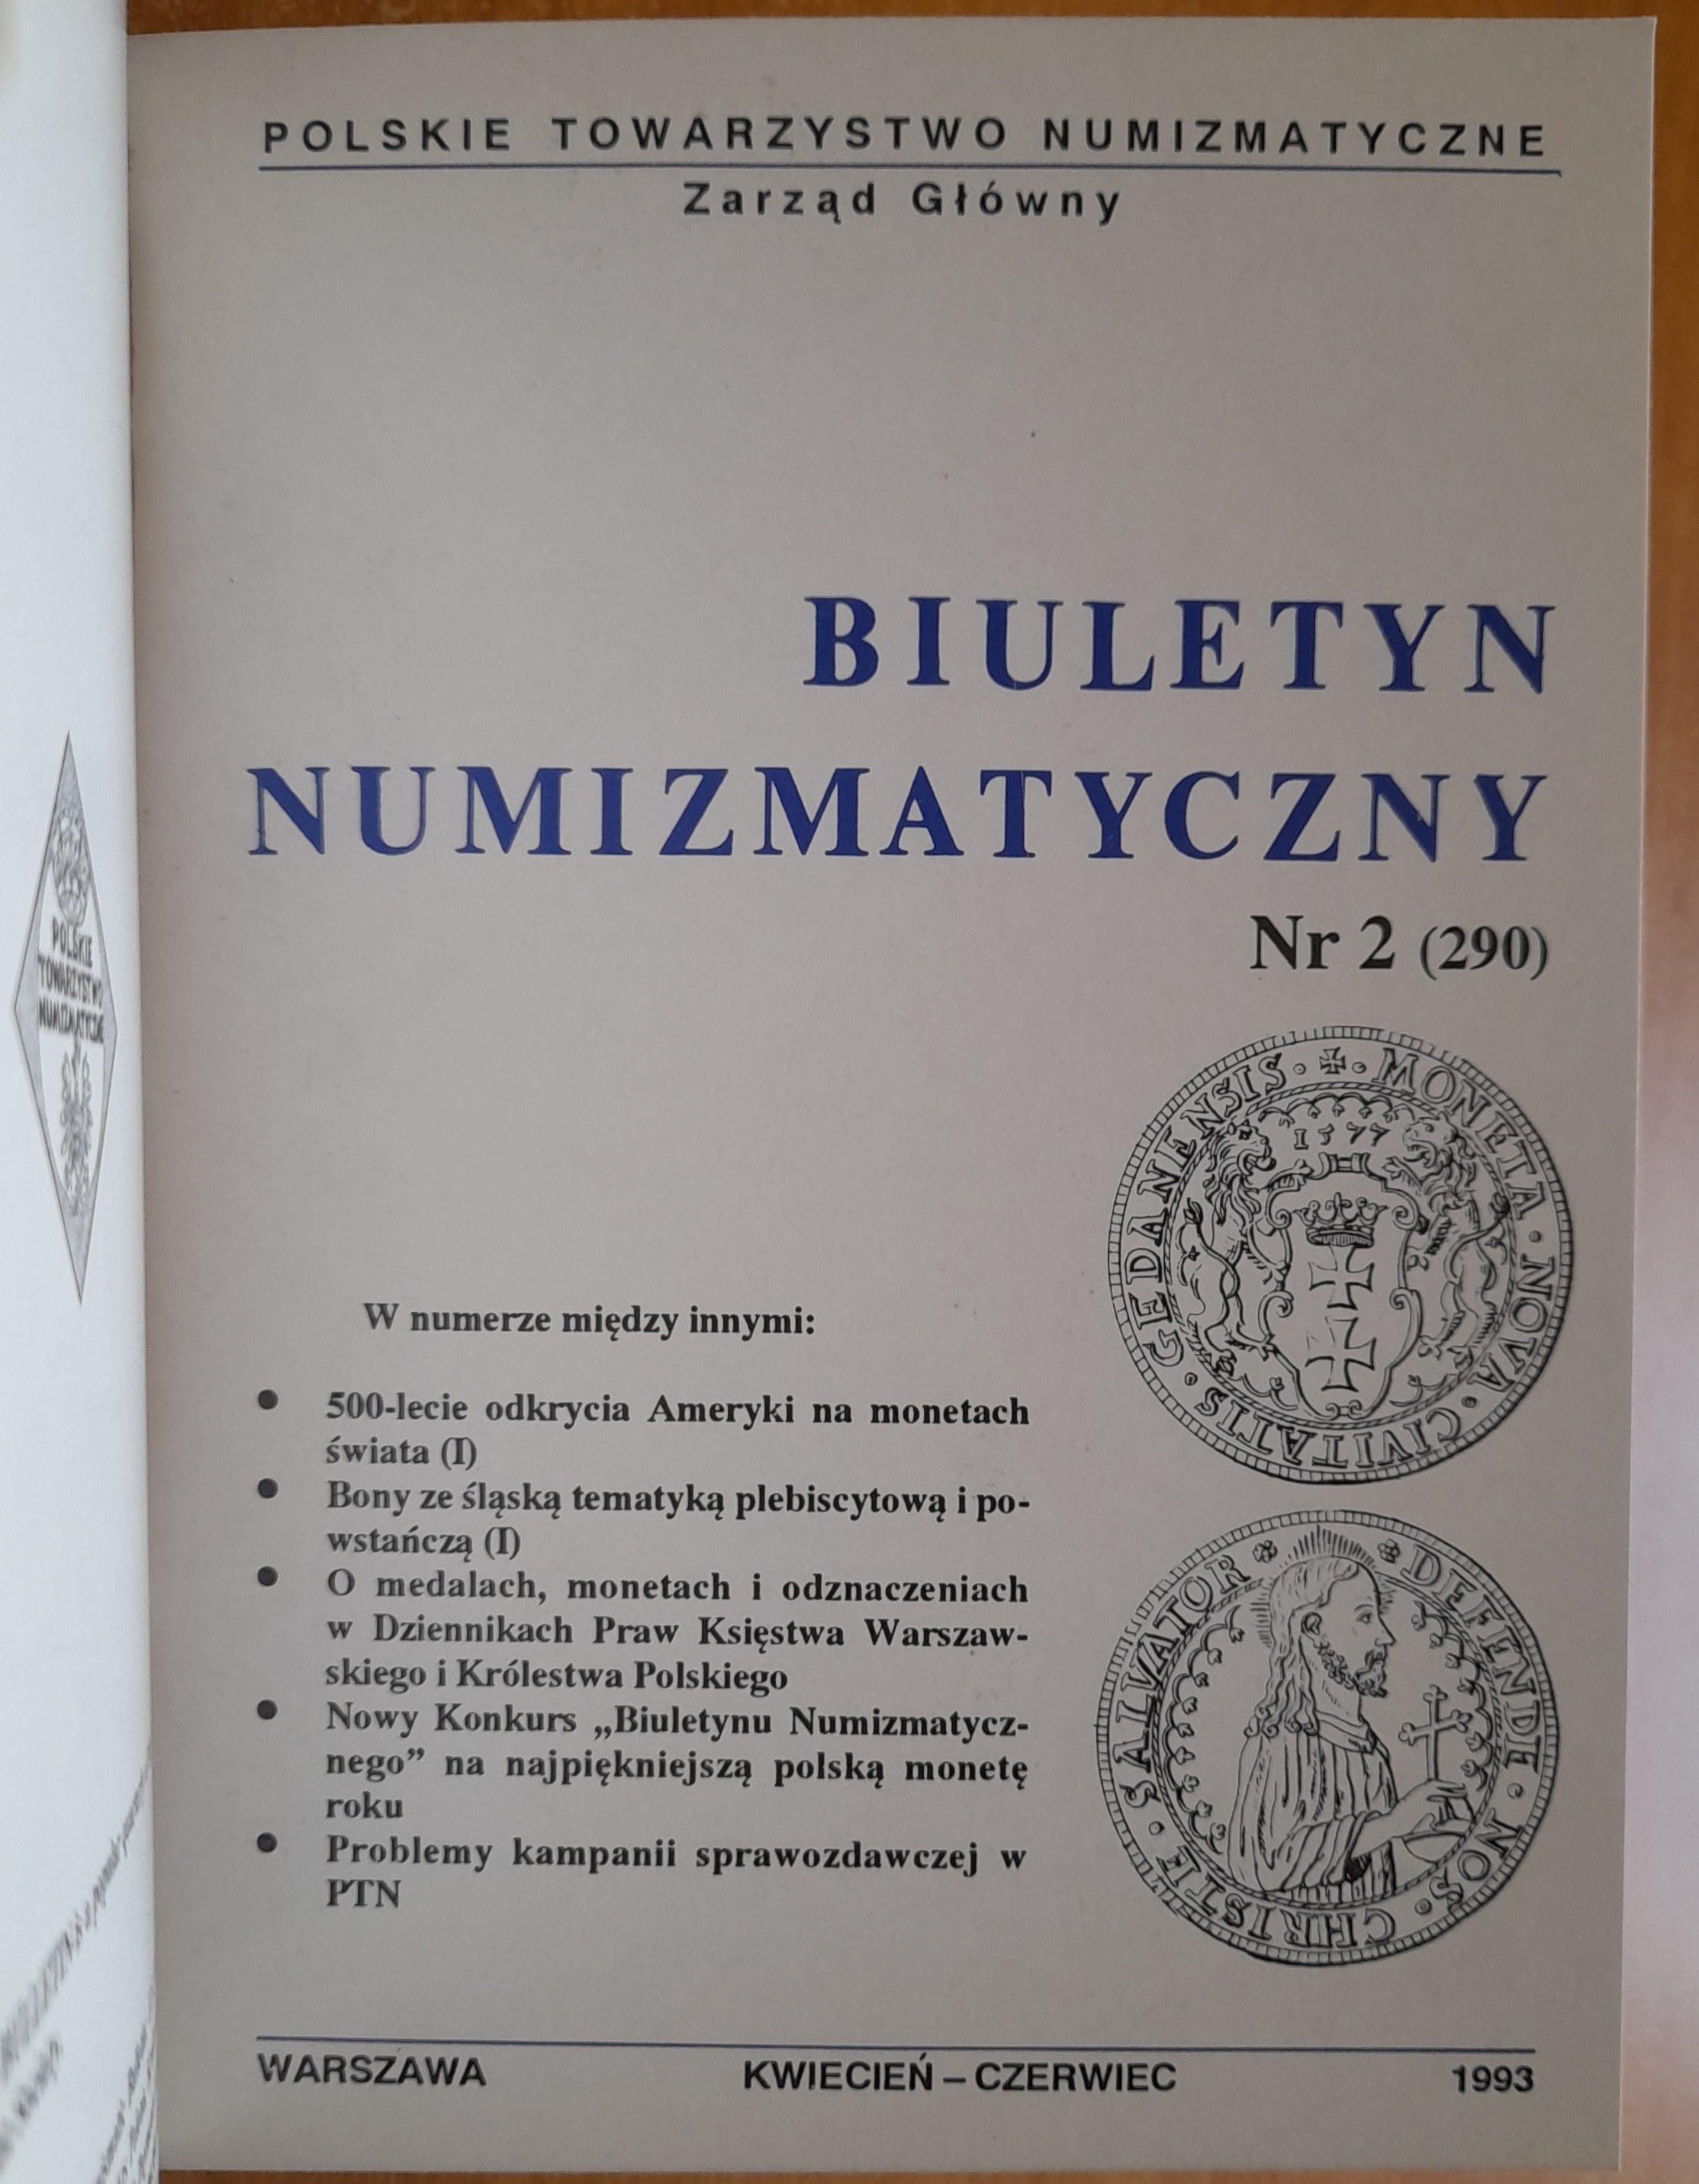 POLSKIE TOWARZYSTWO NUMIZMATYCZNE
Zarząd Główny
BIULETYN
NUMIZMATYCZNY
Nr 2 (290)
MONETA · NOVA · CIVITATIS · GEDANENSIS
1577
W numerze między innymi:
• 500-lecie odkrycia Ameryki na monetach
świata (I)
• Bony ze śląską tematyką plebiscytową i po-
wstańczą (I)
• O medalach, monetach i odznaczeniach
w Dziennikach Praw Księstwa Warszaw-
skiego i Królestwa Polskiego
• Nowy Konkurs „Biuletynu Numizmatycz-
nego” na najpiękniejszą polską monetę
roku
• Problemy kampanii sprawozdawczej w
PTN
DEFENDE · NOS · CHRISTE · SALVATOR
WARSZAWA KWIECIEŃ – CZERWIEC 1993
POLSKIE
TOWARZYSTWO
NUMIZMATYCZNE